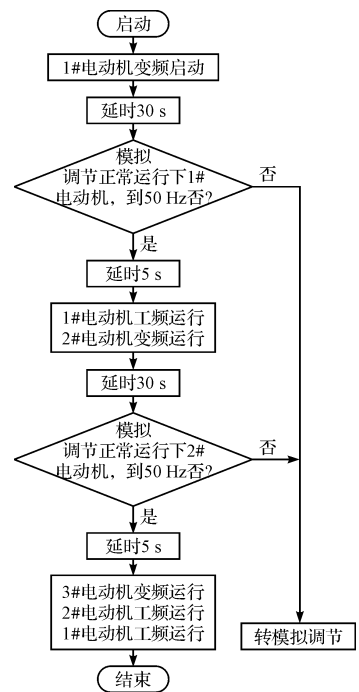 启动
1#电动机变频启动
延时30 s
模拟
调节正常运行下1#
电动机，到50 Hz否?
否
是
延时5 s
1#电动机工频运行
2#电动机变频运行
延时30 s
模拟
调节正常运行下2#
电动机，到50 Hz否?
否
是
延时5 s
3#电动机变频运行
2#电动机工频运行
1#电动机工频运行
转模拟调节
结束